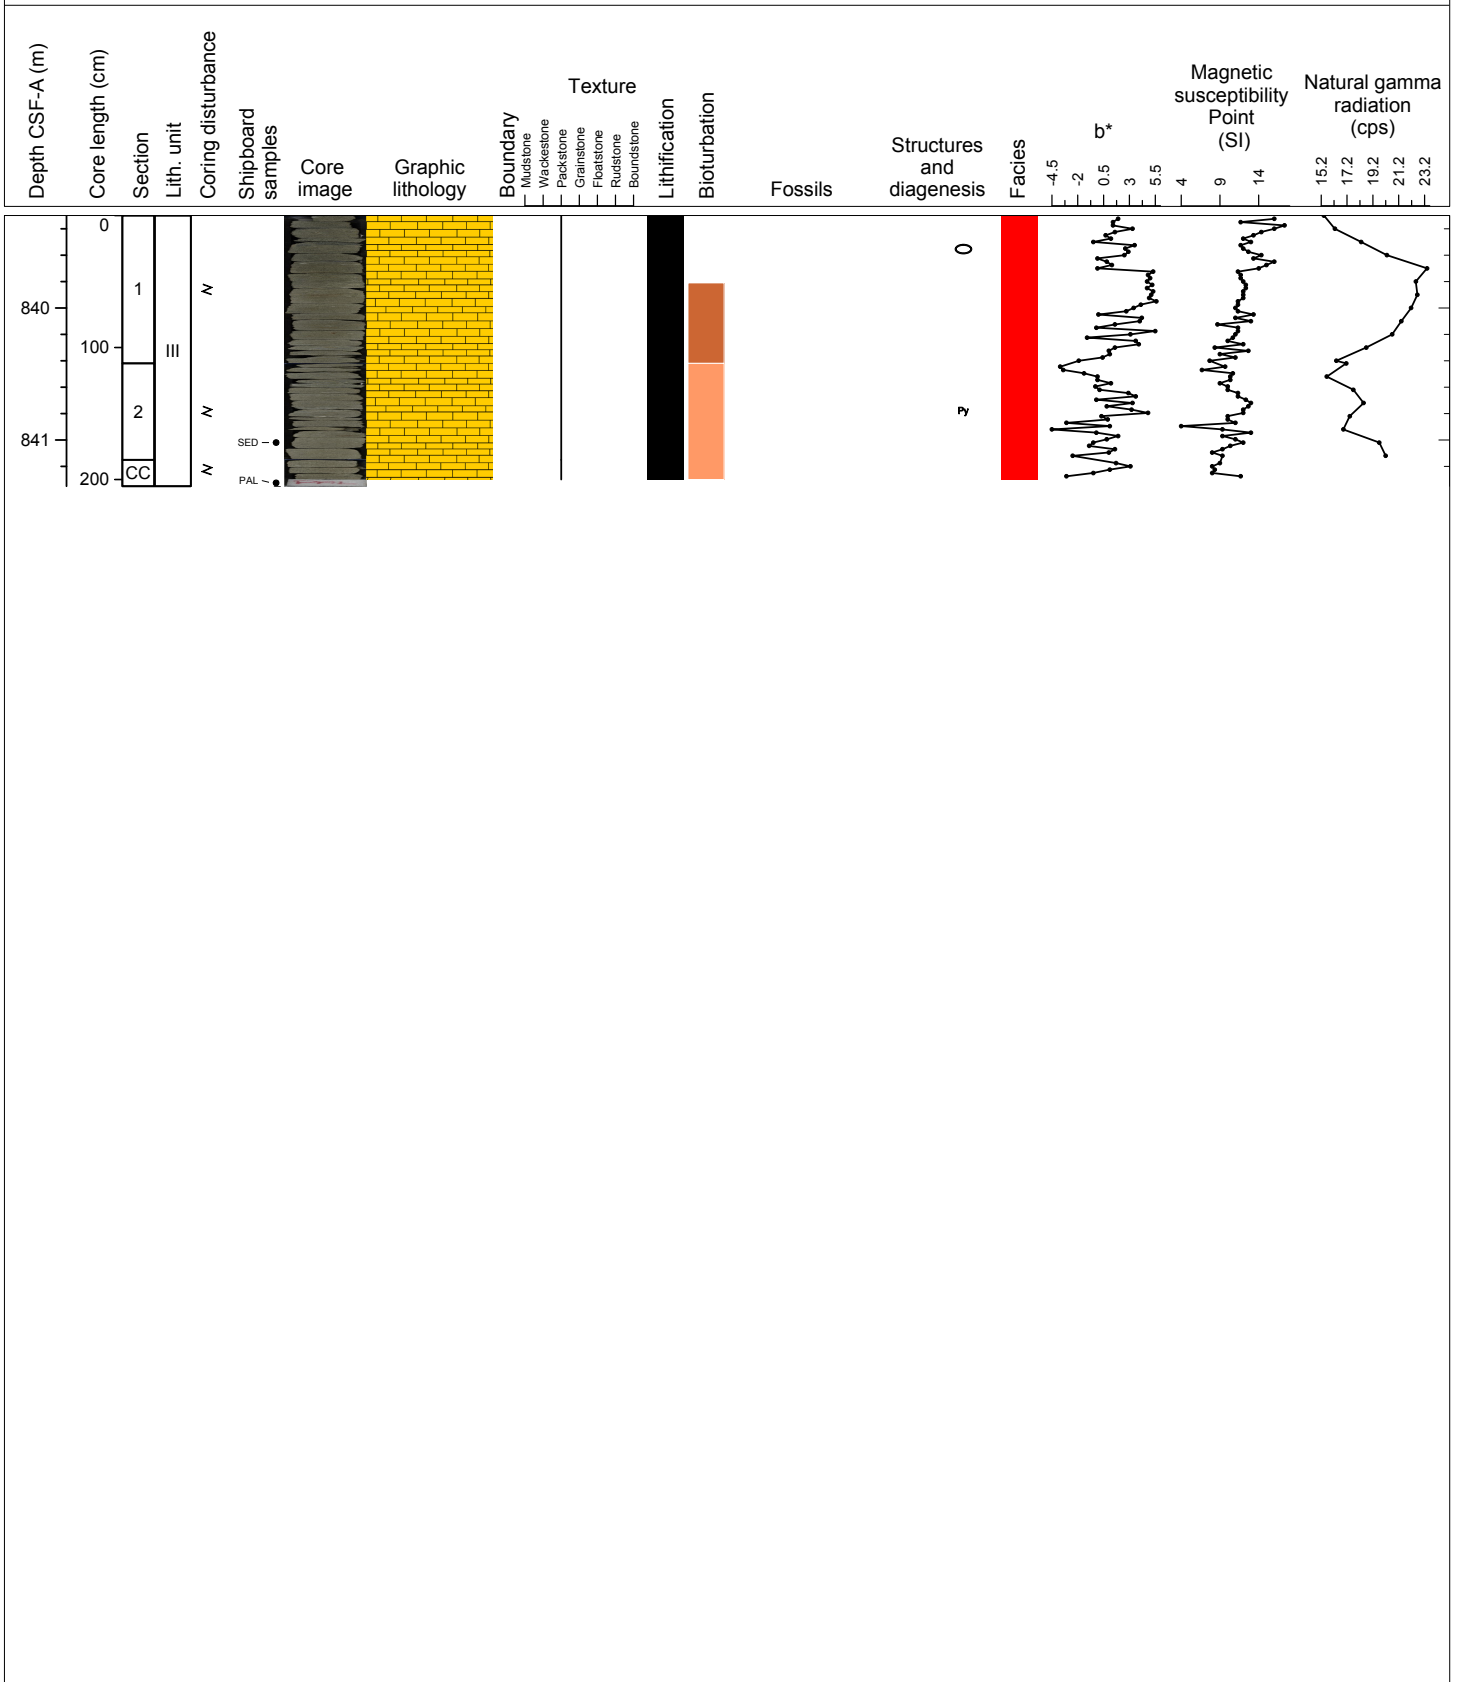 Depth CSF-A (m)
Core length (cm)
Section
Lith. unit
Coring disturbance
Shipboard
samples
Core
image
Graphic
lithology
Boundary
Texture
Mudstone
Wackestone
Packstone
Grainstone
Floatstone
Rudstone
Boundstone
Lithification
Bioturbation
Fossils
Structures
and
diagenesis
Facies
b*
-4.5
-2
0.5
3
5.5
Magnetic
susceptibility
Point
(SI)
4
9
14
Natural gamma
radiation
(cps)
15.2
17.2
19.2
21.2
23.2
0
1
840
100
III
2
Py
841
SED
CC
200
PAL